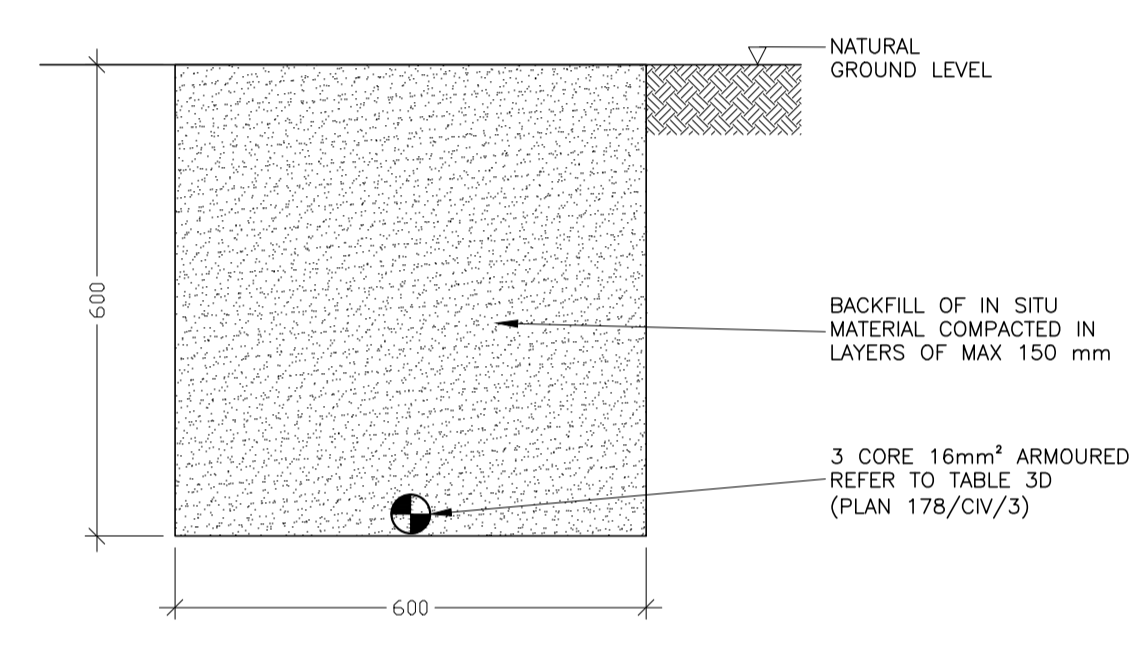 NATURAL
GROUND LEVEL
600
BACKFILL OF IN SITU
MATERIAL COMPACTED IN
LAYERS OF MAX 150 mm
3 CORE 16mm² ARMOURED
REFER TO TABLE 3D
(PLAN 178/CIV/3)
600